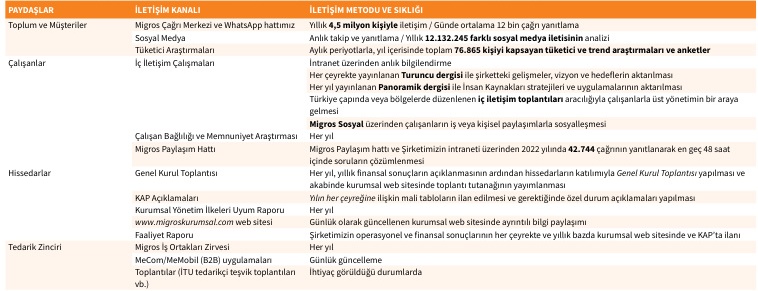 PAYDAŞLAR İLETİŞİM KANALI İLETİŞİM METODU VE SIKLIĞI
Toplum ve Müşteriler Migros Çağrı Merkezi ve WhatsApp hattımız Yıllık 4,5 milyon kişiyle iletişim / Günde ortalama 12 bin çağrı yanıtlama
Sosyal Medya Anlık takip ve yanıtlama / Yıllık 12.132.245 farklı sosyal medya iletisinin analizi
Tüketici Araştırmaları Aylık periyotlarla, yıl içerisinde toplam 76.865 kişiyi kapsayan tüketici ve trend araştırmaları ve anketler
Çalışanlar İç İletişim Çalışmaları İntranet üzerinden anlık bilgilendirme
Her çeyrekte yayınlanan Turuncu dergisi ile şirketteki gelişmeler, vizyon ve hedeflerin aktarılması
Her yıl yayınlanan Panoramik dergisi ile İnsan Kaynakları stratejileri ve uygulamalarının aktarılması
Türkiye çapında veya bölgelerde düzenlenen iç iletişim toplantıları aracılığıyla çalışanlarla üst yönetimin bir araya
gelmesi
Migros Sosyal üzerinden çalışanların iş veya kişisel paylaşımlarla sosyalleşmesi
Çalışan Bağlılığı ve Memnuniyet Araştırması Her yıl
Migros Paylaşım Hattı Migros Paylaşım hattı ve Şirketimizin intraneti üzerinden 2022 yılında 42.744 çağrının yanıtlanarak en geç 48 saat
içinde soruların çözümlenmesi
Hissedarlar Genel Kurul Toplantısı Her yıl, yıllık finansal sonuçların açıklanmasının ardından hissedarların katılımıyla Genel Kurul Toplantısı yapılması ve
akabinde kurumsal web sitesinde toplantı tutanağının yayımlanması
KAP Açıklamaları Yılın her çeyreğine ilişkin mali tabloların ilan edilmesi ve gerektiğinde özel durum açıklamaları yapılması
Kurumsal Yönetim İlkeleri Uyum Raporu Her yıl
www.migroskurumsal.com web sitesi Günlük olarak güncellenen kurumsal web sitesinde ayrıntılı bilgi paylaşımı
Faaliyet Raporu Şirketimizin operasyonel ve finansal sonuçlarının her çeyrekte ve yıllık bazda kurumsal web sitesinde ve KAP'ta ilanı
Tedarik Zinciri Migros İş Ortakları Zirvesi Her yıl
MeCom/MeMobil (B2B) uygulamaları Günlük güncelleme
Toplantılar (İTU tedarikçi teşvik toplantıları İhtiyaç görüldüğü durumlarda
vb.)